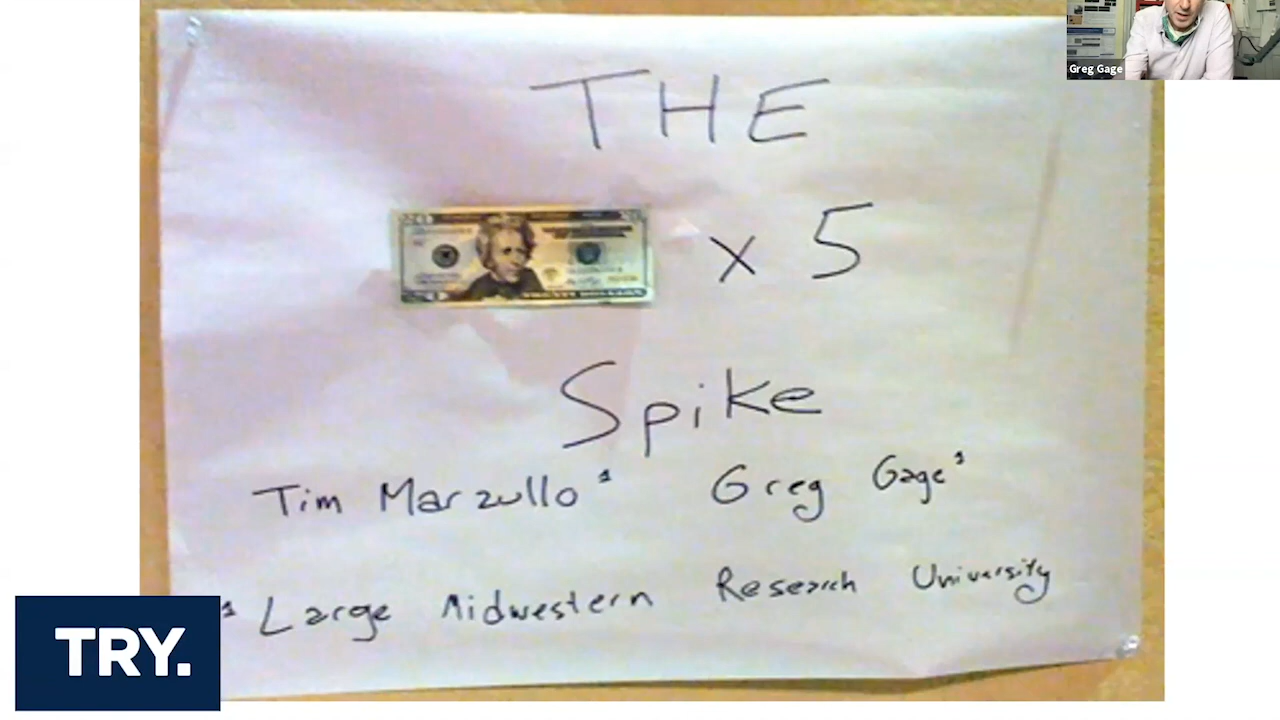 Greg Gage
THE
x 5
Spike
Tim Marzullo¹ Greg Gage¹
¹ Large Midwestern Research University
TRY.